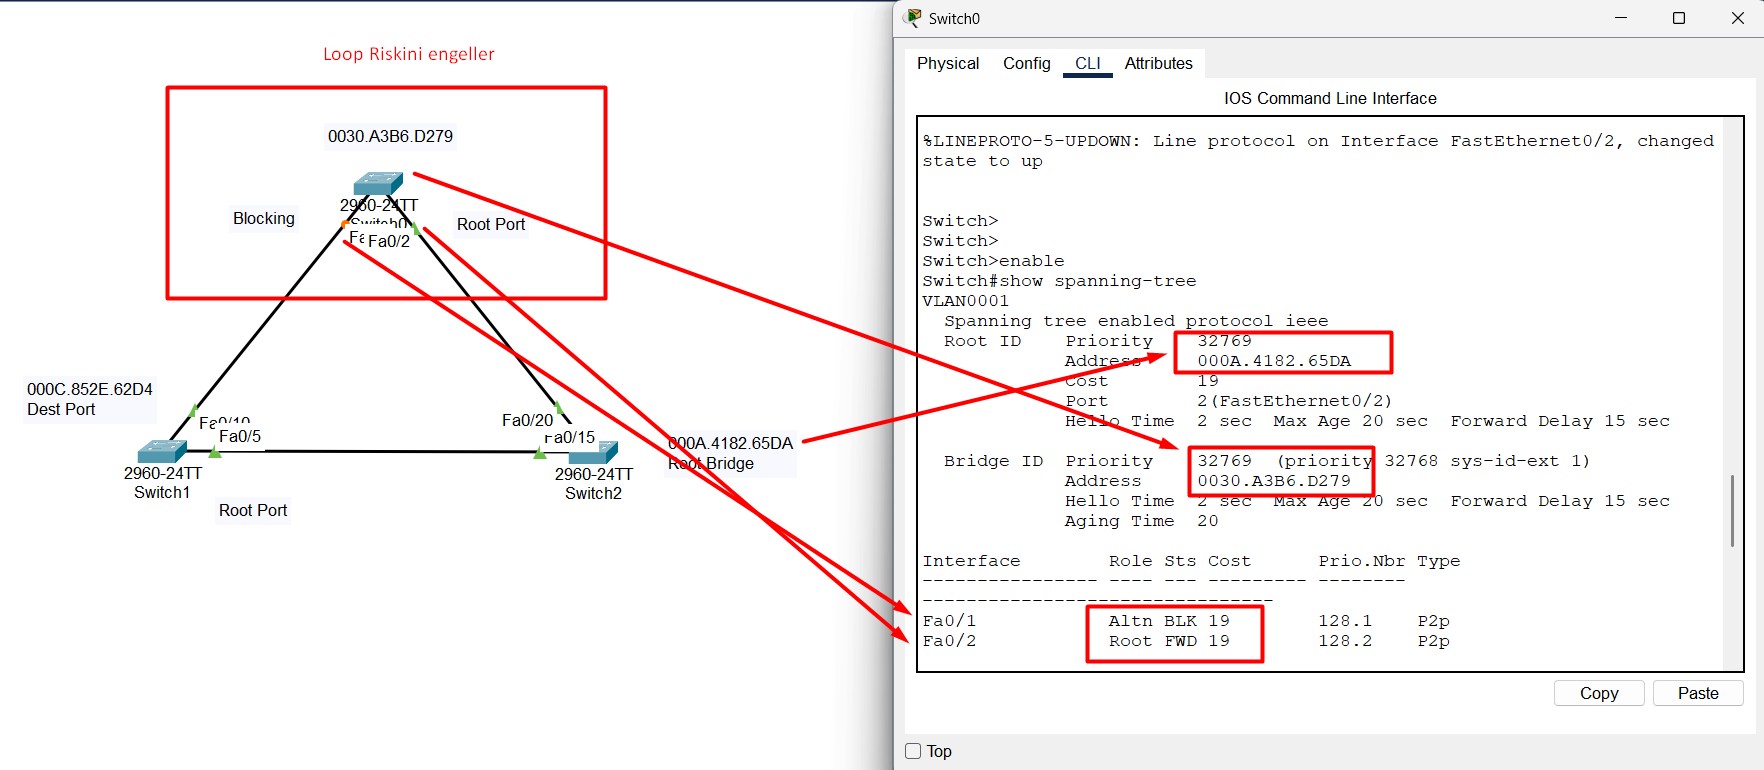 Loop Riskini engeller
0030.A3B6.D279
2960-24TT
Switch0
Blocking
Root Port
Fa0/2
000C.852E.62D4
Dest Port
Fa0/10
Fa0/5
Fa0/20
Fa0/15
2960-24TT
Switch1
2960-24TT
Switch2
000A.4182.65DA
Root Bridge
Root Port
Switch0
Physical Config CLI Attributes
IOS Command Line Interface
%LINEPROTO-5-UPDOWN: Line protocol on Interface FastEthernet0/2, changed
state to up
Switch>
Switch>
Switch>enable
Switch#show spanning-tree
VLAN0001
Spanning tree enabled protocol ieee
Root ID Priority 32769
Address 000A.4182.65DA
Cost 19
Port 2(FastEthernet0/2)
Hello Time 2 sec Max Age 20 sec Forward Delay 15 sec
Bridge ID Priority 32769 (priority 32768 sys-id-ext 1)
Address 0030.A3B6.D279
Hello Time 2 sec Max Age 20 sec Forward Delay 15 sec
Aging Time 20
Interface Role Sts Cost Prio.Nbr Type
---------------- ---- --- --------- --------
--------------------------------
Fa0/1 Altn BLK 19 128.1 P2p
Fa0/2 Root FWD 19 128.2 P2p
Copy Paste
Top